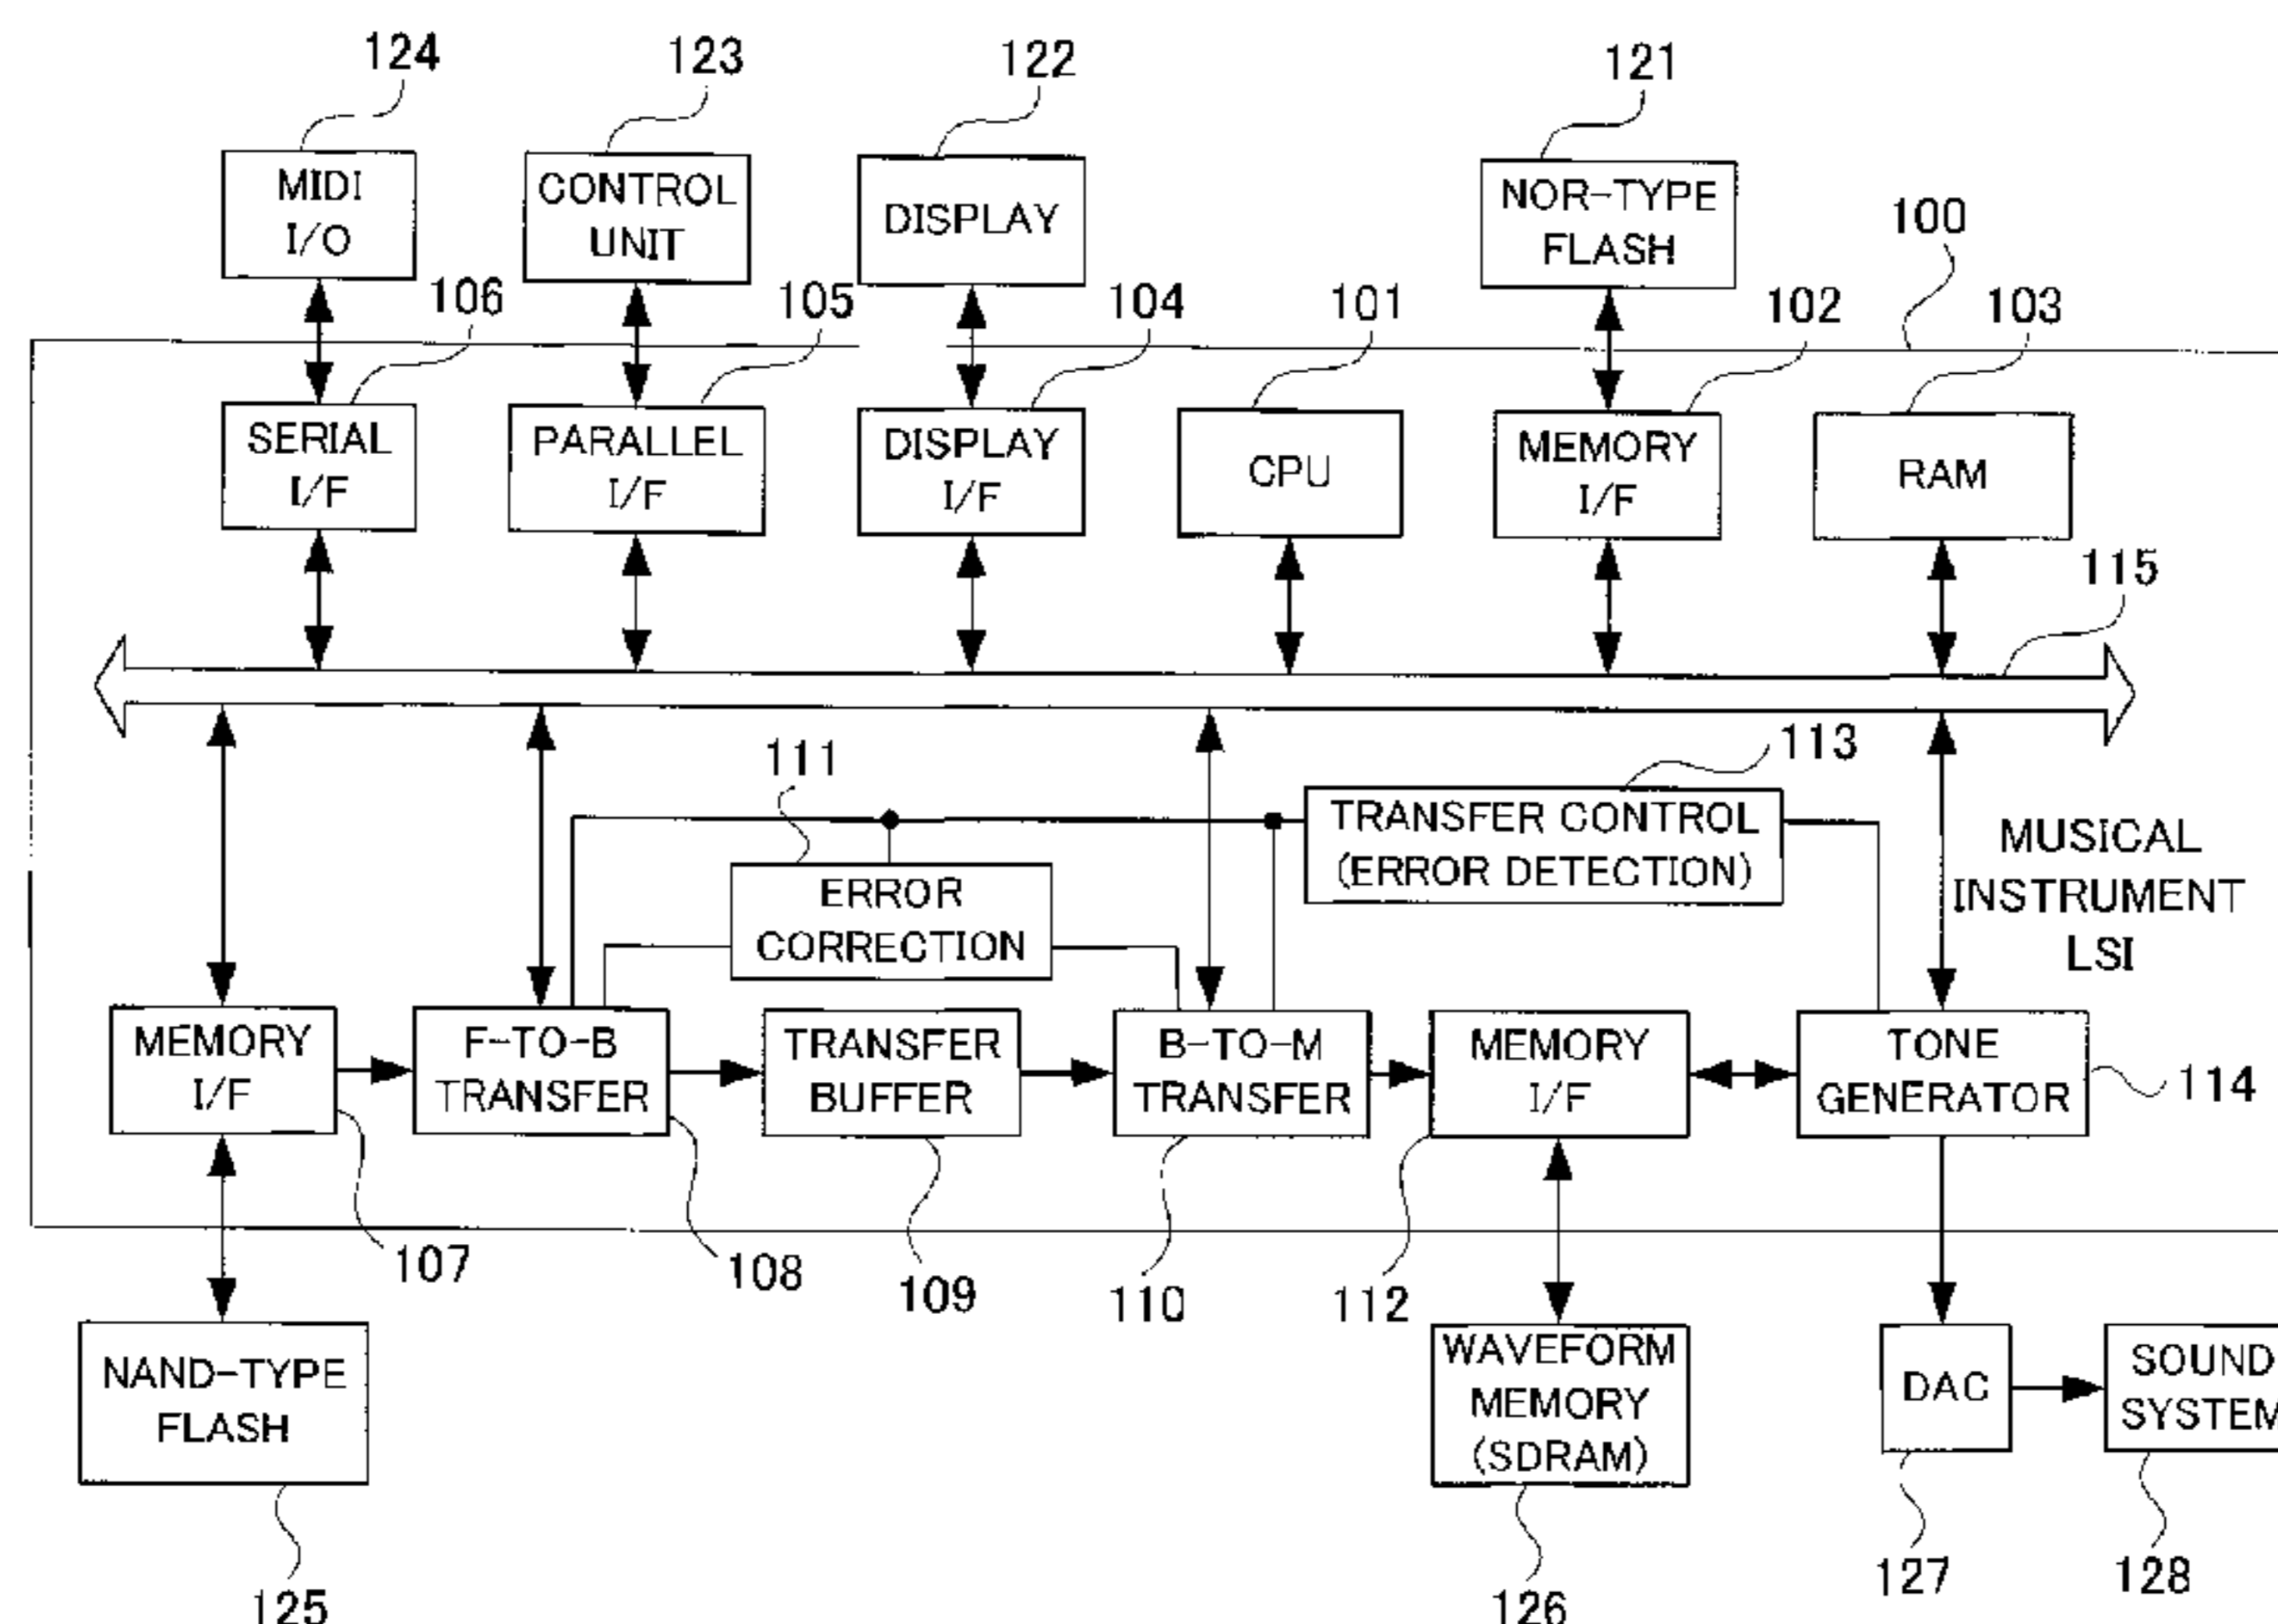 124
123
122
121
MIDI
I/O
CONTROL
UNIT
DISPLAY
NOR-TYPE
FLASH
100
106
105
104
101
102
103
SERIAL
I/F
PARALLEL
I/F
DISPLAY
I/F
CPU
MEMORY
I/F
RAM
115
111
113
TRANSFER CONTROL
(ERROR DETECTION)
MUSICAL
INSTRUMENT
LSI
ERROR
CORRECTION
MEMORY
I/F
F-TO-B
TRANSFER
TRANSFER
BUFFER
B-TO-M
TRANSFER
MEMORY
I/F
TONE
GENERATOR
114
107
108
109
110
112
NAND-TYPE
FLASH
WAVEFORM
MEMORY
(SDRAM)
DAC
SOUND
SYSTEM
125
126
127
128